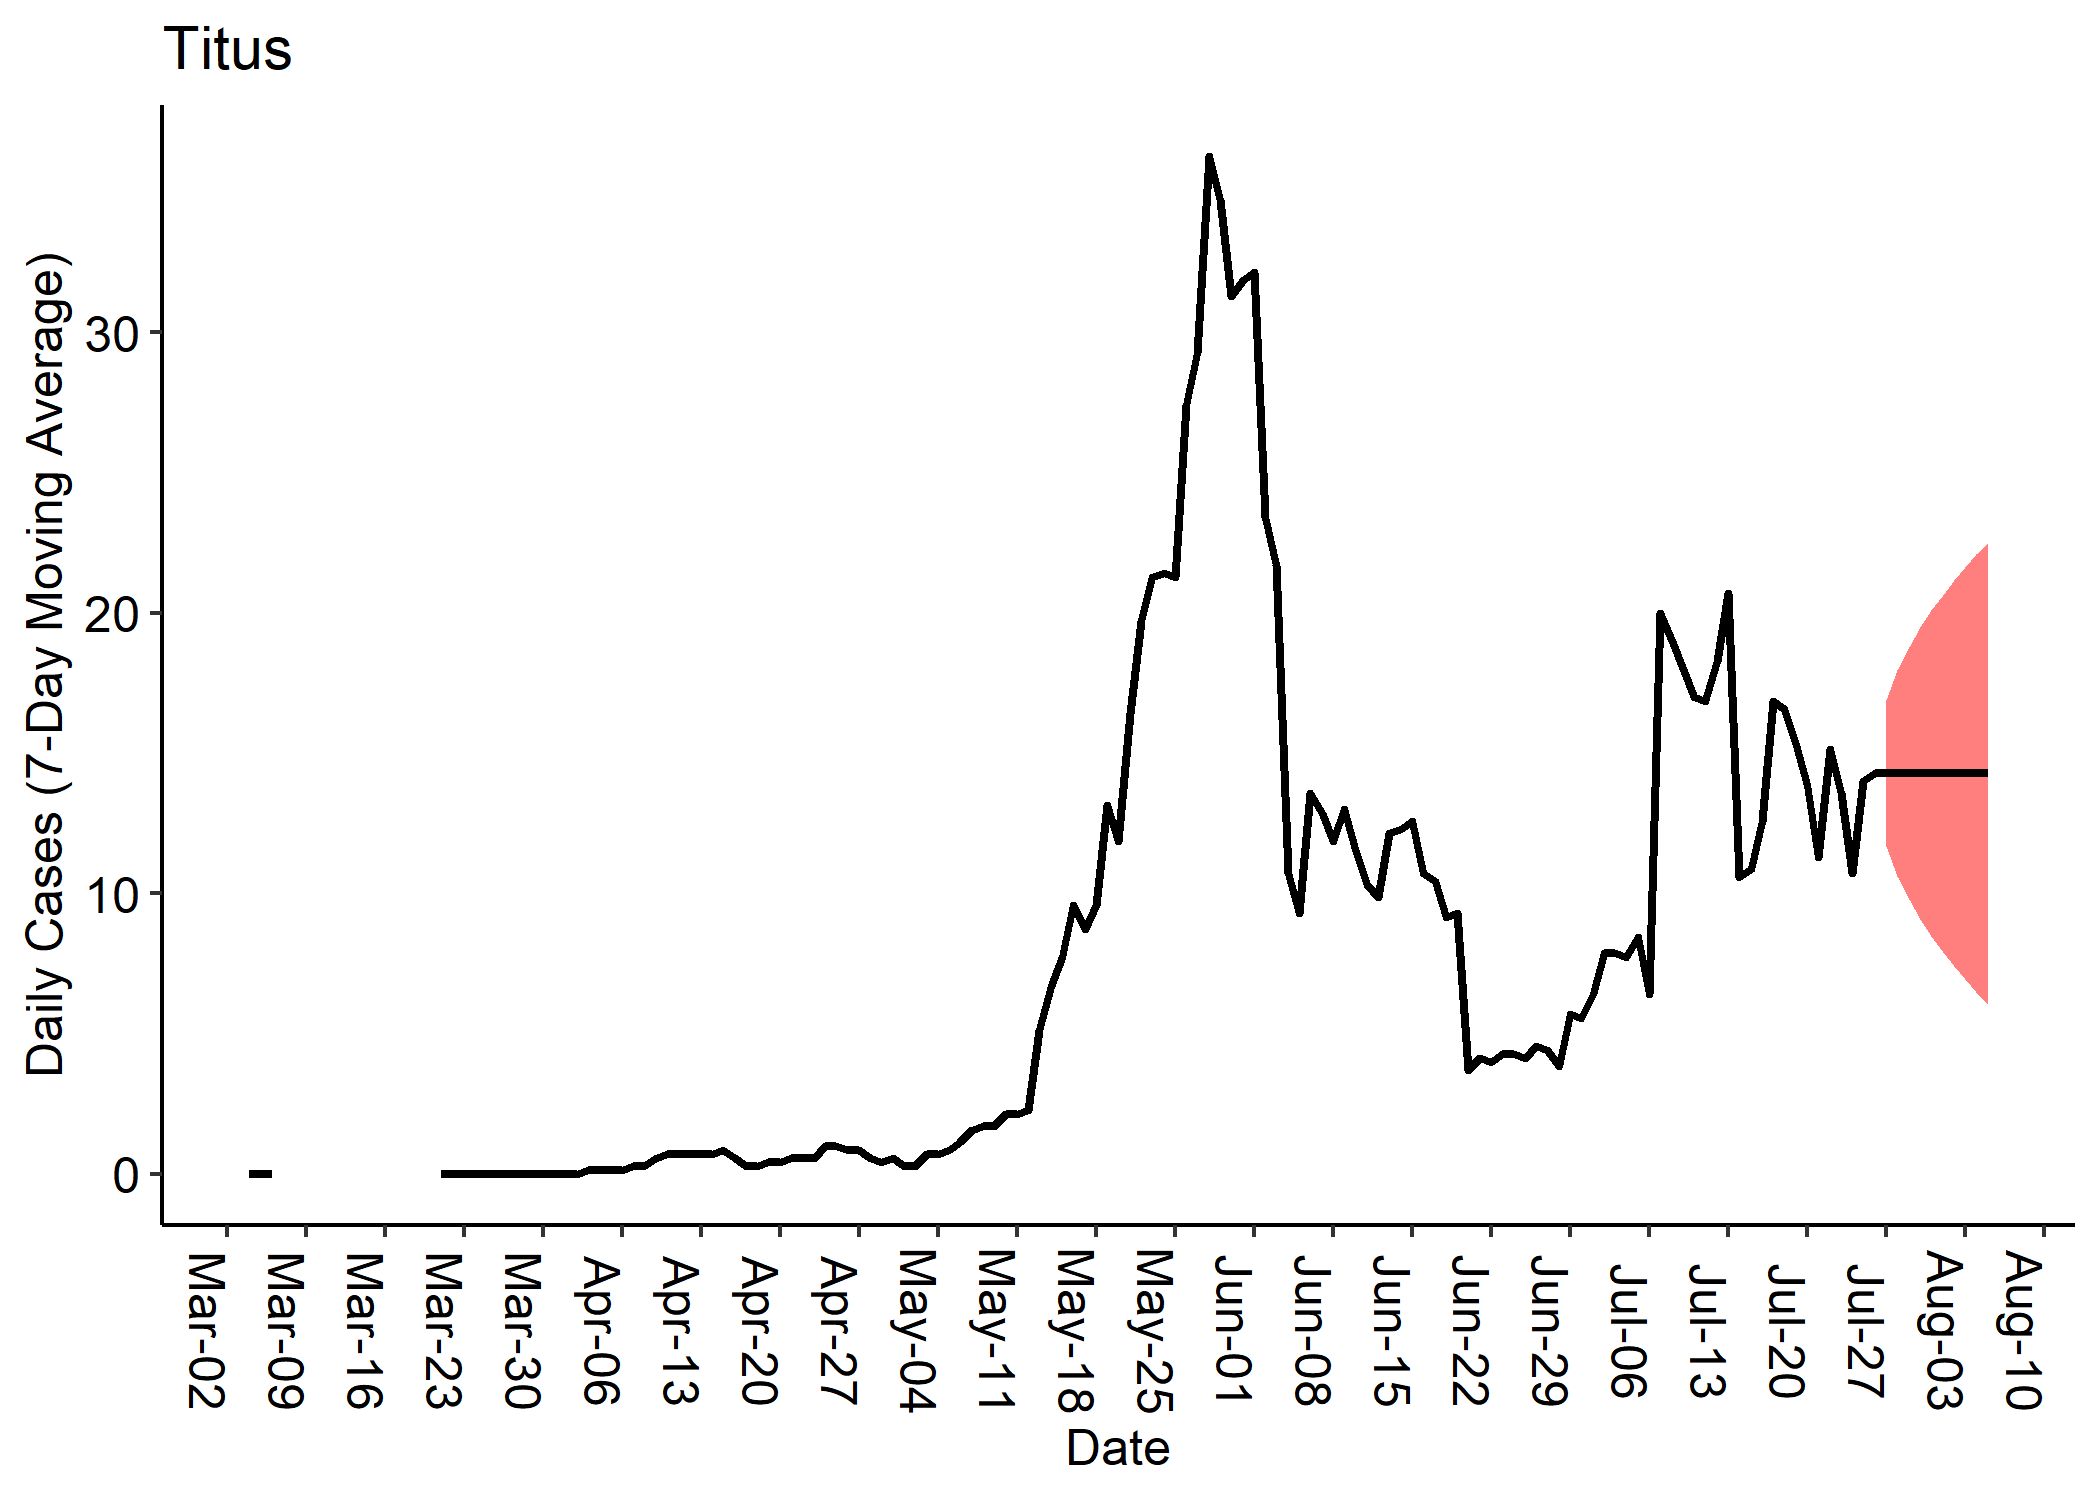 Titus
Daily Cases (7-Day Moving Average)
30
20
10
0
Mar-02
Mar-09
Mar-16
Mar-23
Mar-30
Apr-06
Apr-13
Apr-20
Apr-27
May-04
May-11
May-18
May-25
Jun-01
Jun-08
Jun-15
Jun-22
Jun-29
Jul-06
Jul-13
Jul-20
Jul-27
Aug-03
Aug-10
Date